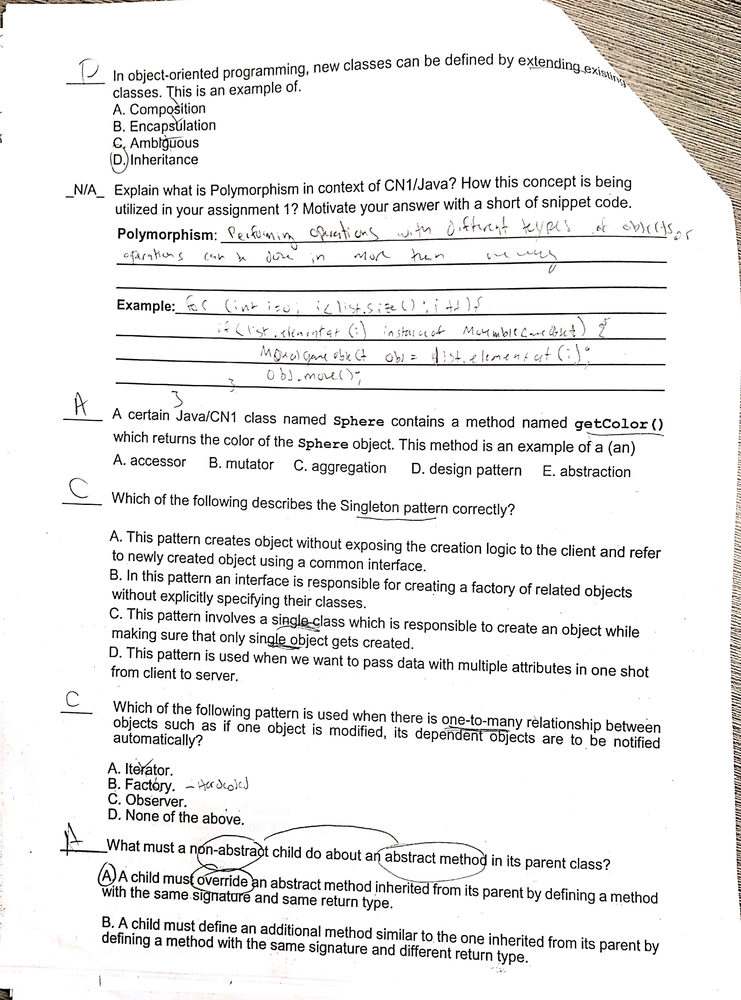 D In object-oriented programming, new classes can be defined by extending existing
classes. This is an example of.
A. Composition
B. Encapsulation
C. Ambiguous
D. Inheritance
_N/A_ Explain what is Polymorphism in context of CN1/Java? How this concept is being
utilized in your assignment 1? Motivate your answer with a short of snippet code.
Polymorphism: Performing operations with different teypes of objects, or
operations can be done in more than one way
Example: for (int i=0; i<list.size(); i++){
if (list.elementat (i) instanceof Moveable Game Object) {
game object obj = list.elementat (i);
Obj.move();
}
}
A A certain Java/CN1 class named Sphere contains a method named getColor()
which returns the color of the Sphere object. This method is an example of a (an)
A. accessor B. mutator C. aggregation D. design pattern E. abstraction
C Which of the following describes the Singleton pattern correctly?
A. This pattern creates object without exposing the creation logic to the client and refer
to newly created object using a common interface.
B. In this pattern an interface is responsible for creating a factory of related objects
without explicitly specifying their classes.
C. This pattern involves a single class which is responsible to create an object while
making sure that only single object gets created.
D. This pattern is used when we want to pass data with multiple attributes in one shot
from client to server.
C Which of the following pattern is used when there is one-to-many relationship between
objects such as if one object is modified, its dependent objects are to be notified
automatically?
A. Iterator.
B. Factory. - Hardcoded
C. Observer.
D. None of the above.
A What must a non-abstract child do about an abstract method in its parent class?
A. A child must override an abstract method inherited from its parent by defining a method
with the same signature and same return type.
B. A child must define an additional method similar to the one inherited from its parent by
defining a method with the same signature and different return type.